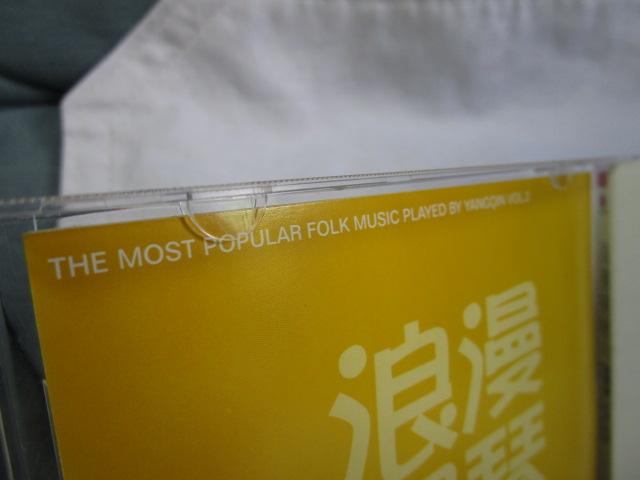 THE MOST POPULAR FOLK MUSIC PLAYED BY YANGQIN VOL.2
浪漫